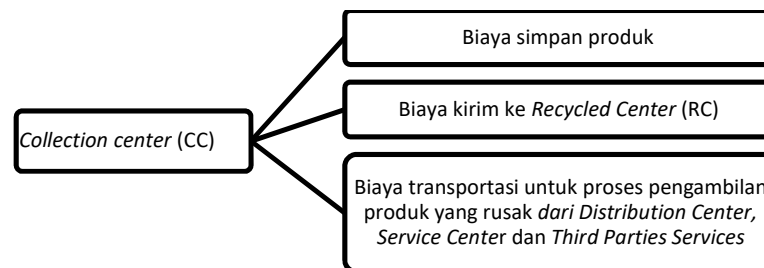 Biaya simpan produk
Biaya kirim ke Recycled Center (RC)
Collection center (CC)
Biaya transportasi untuk proses pengambilan
produk yang rusak dari Distribution Center,
Service Center dan Third Parties Services